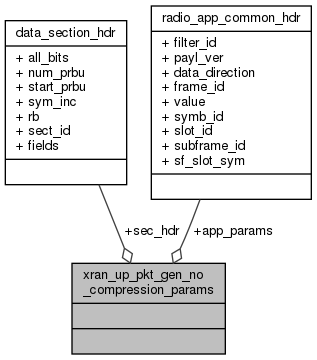 data_section_hdr
+ all_bits
+ num_prbu
+ start_prbu
+ sym_inc
+ rb
+ sect_id
+ fields
radio_app_common_hdr
+ filter_id
+ payl_ver
+ data_direction
+ frame_id
+ value
+ symb_id
+ slot_id
+ subframe_id
+ sf_slot_sym
+sec_hdr
+app_params
xran_up_pkt_gen_no
_compression_params